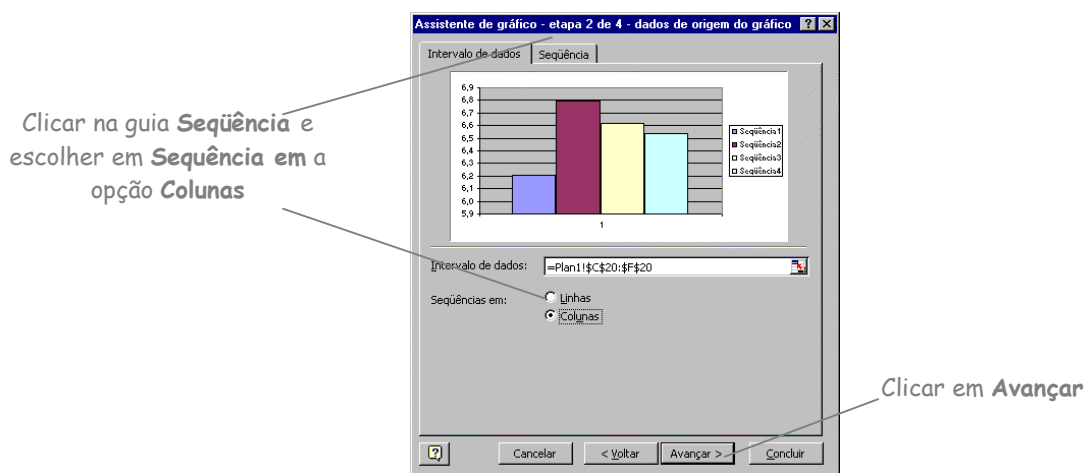 Assistente de gráfico - etapa 2 de 4 - dados de origem do gráfico
Intervalo de dados
Seqüência
6,9
6,8
6,7
6,6
6,5
6,4
6,3
6,2
6,1
6,0
5,9
1
Seqüência1
Seqüência2
Seqüência3
Seqüência4
Clicar na guia Seqüência e
escolher em Sequência em a
opção Colunas
Intervalo de dados: =Plan1!$C$20:$F$20
Seqüências em: Linhas
Colunas
Clicar em Avançar
Cancelar < Voltar Avançar > Concluir